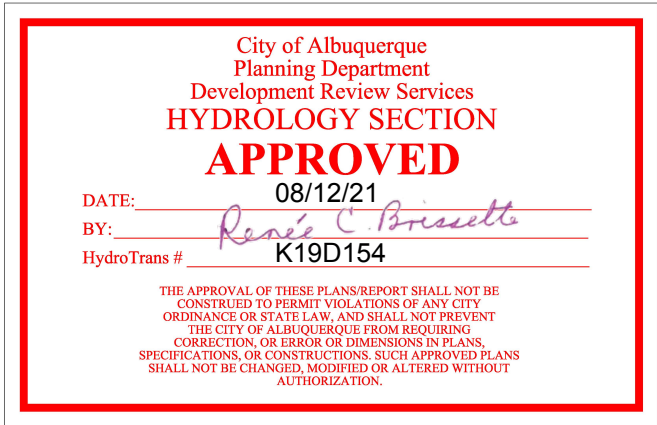 City of Albuquerque
Planning Department
Development Review Services
HYDROLOGY SECTION
APPROVED
DATE: 08/12/21
BY: Renée C. Brissette
HydroTrans # K19D154
THE APPROVAL OF THESE PLANS/REPORT SHALL NOT BE
CONSTRUED TO PERMIT VIOLATIONS OF ANY CITY
ORDINANCE OR STATE LAW, AND SHALL NOT PREVENT
THE CITY OF ALBUQUERQUE FROM REQUIRING
CORRECTION, OR ERROR OR DIMENSIONS IN PLANS,
SPECIFICATIONS, OR CONSTRUCTIONS. SUCH APPROVED PLANS
SHALL NOT BE CHANGED, MODIFIED OR ALTERED WITHOUT
AUTHORIZATION.